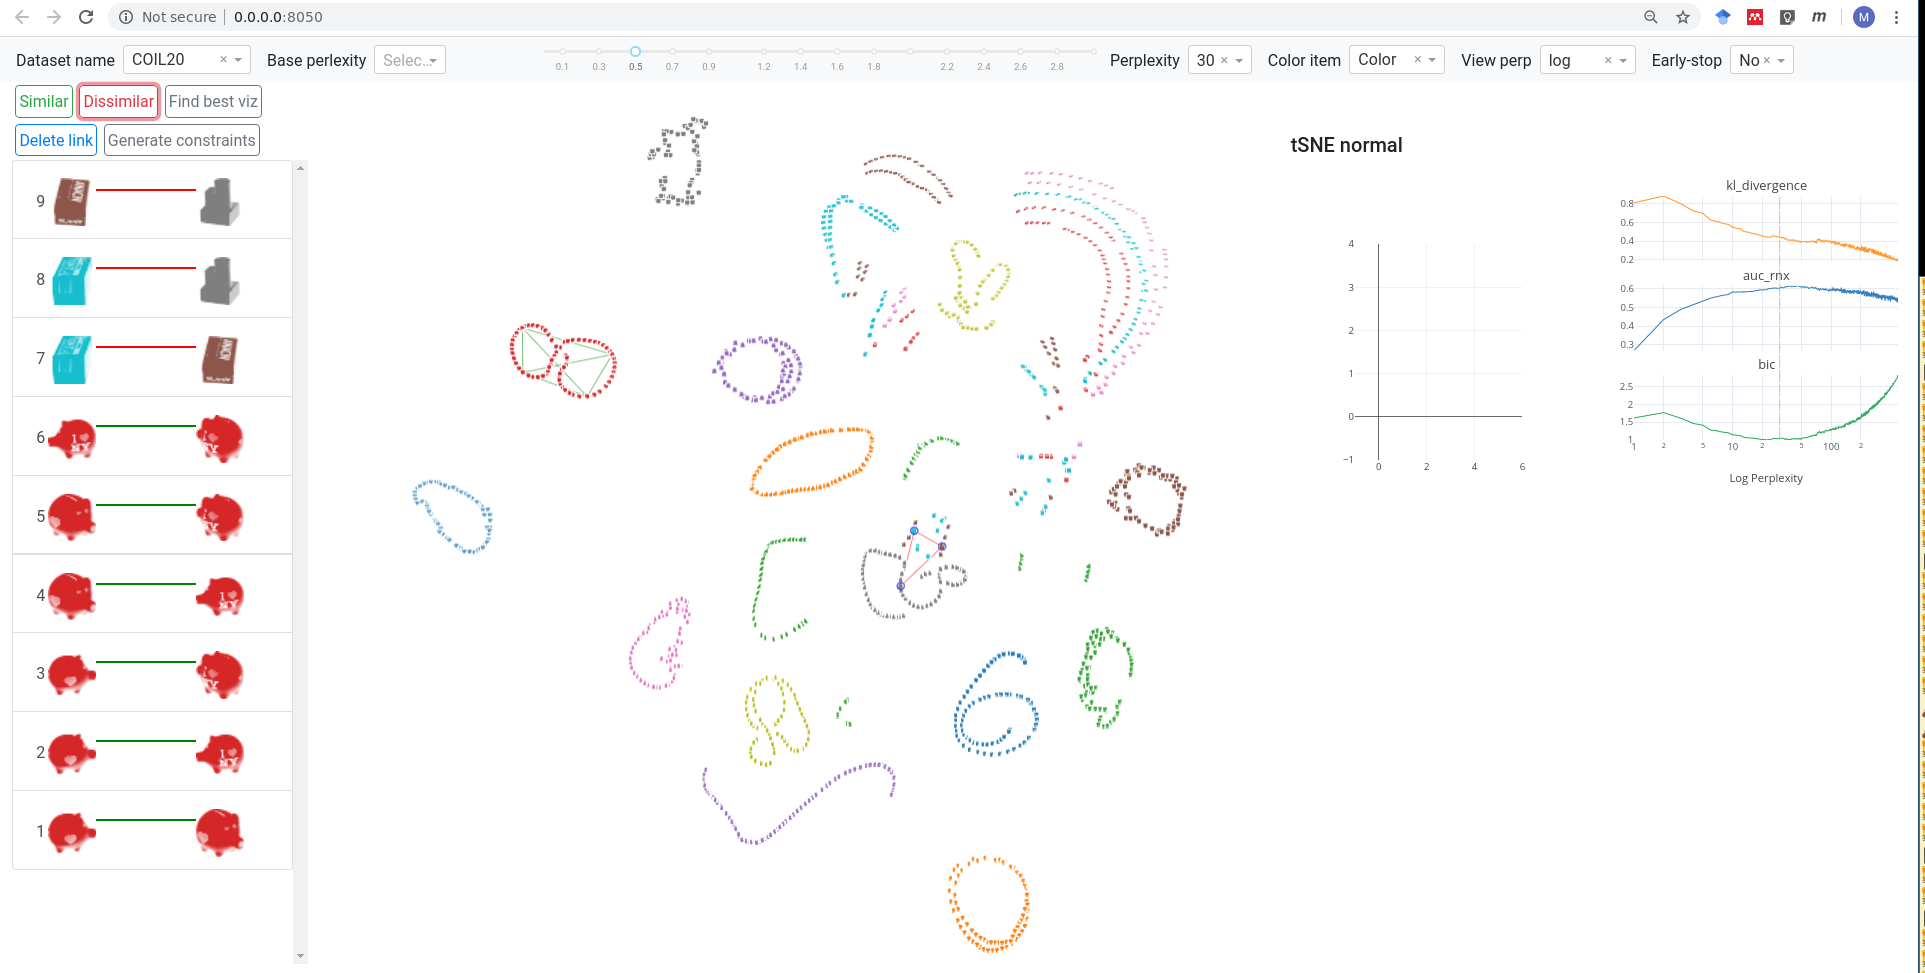 Not secure 0.0.0.0:8050
M
Dataset name COIL20 × Base perlexity Selec... 0.1 0.3 0.5 0.7 0.9 1.2 1.4 1.6 1.8 2.2 2.4 2.6 2.8 Perplexity 30 × Color item Color × View perp log × Early-stop No ×
Similar Dissimilar Find best viz
Delete link Generate constraints
9
8
7
6
5
4
3
2
1
tSNE normal
4
3
2
1
0
−1
0 2 4 6
kl_divergence
0.8
0.6
0.4
0.2
auc_rnx
0.6
0.5
0.4
0.3
bic
2.5
2
1.5
1
1 2 5 10 2 5 100 2
Log Perplexity